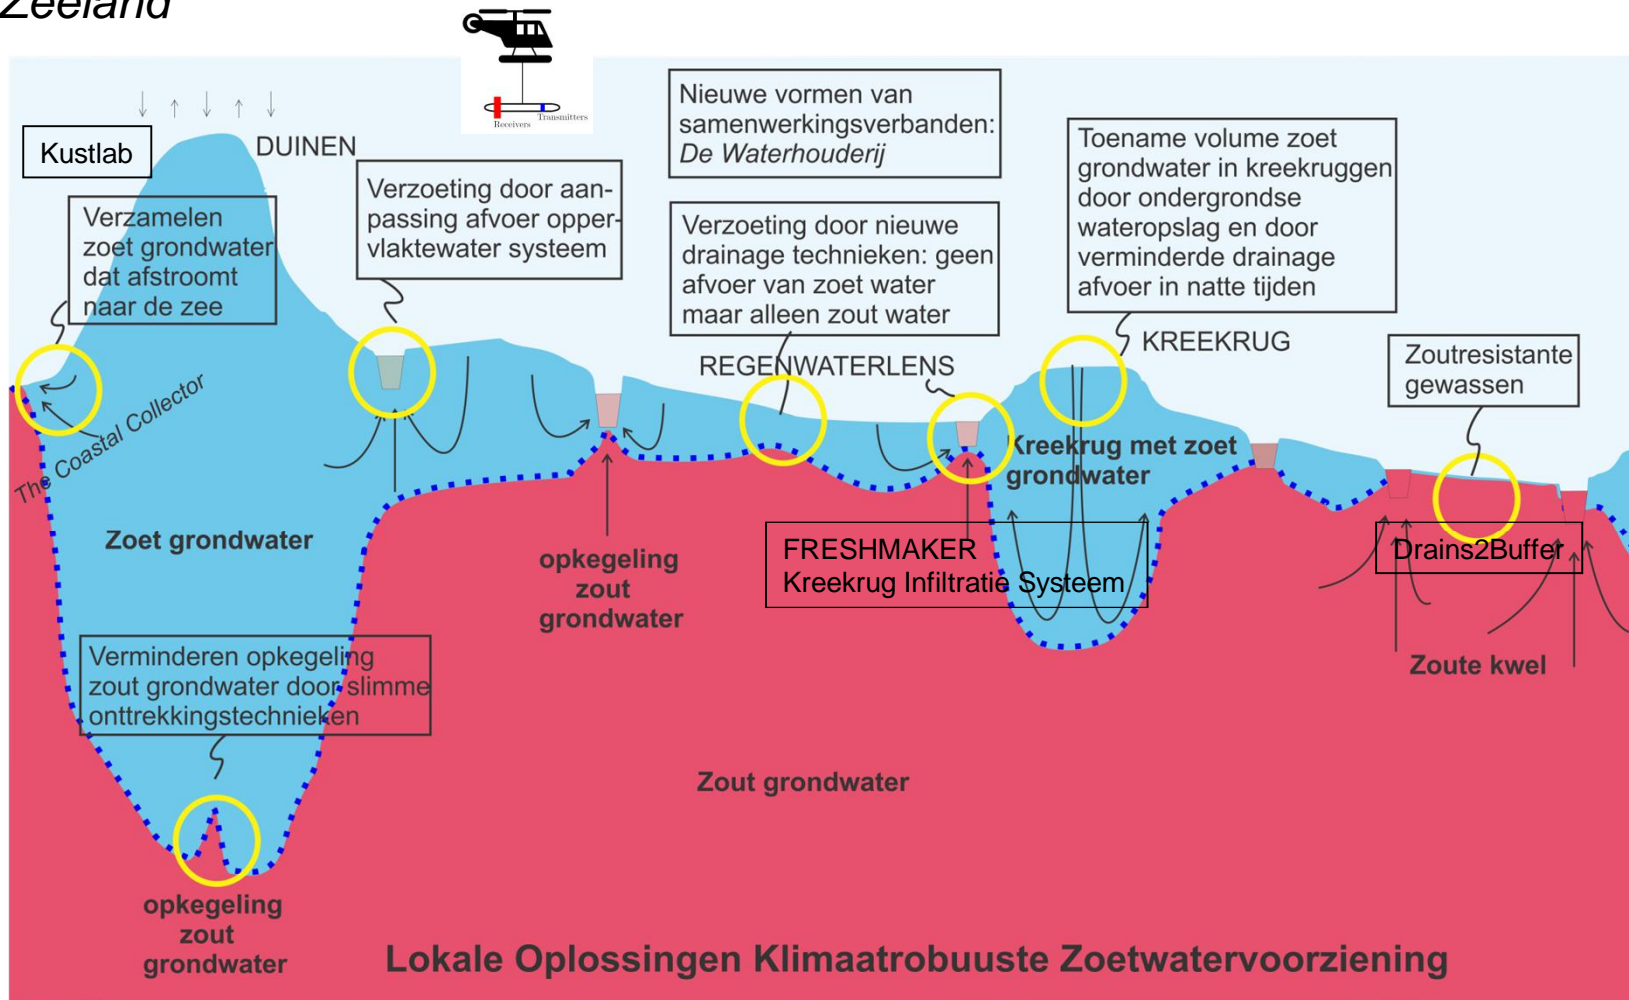 Zeeland
Receivers
Transmitters
Kustlab
DUINEN
Verzamelen
zoet grondwater
dat afstroomt
naar de zee
Verzoeting door aan-
passing afvoer opper-
vlaktewater systeem
Nieuwe vormen van
samenwerkingsverbanden:
De Waterhouderij
Verzoeting door nieuwe
drainage technieken: geen
afvoer van zoet water
maar alleen zout water
REGENWATERLENS
Toename volume zoet
grondwater in kreekruggen
door ondergrondse
wateropslag en door
verminderde drainage
afvoer in natte tijden
KREEKRUG
Zoutresistante
gewassen
The Coastal Collector
Zoet grondwater
Kreekrug met zoet
grondwater
opkegeling
zout
grondwater
FRESHMAKER
Kreekrug Infiltratie Systeem
Drains2Buffer
Zoute kwel
Verminderen opkegeling
zout grondwater door slimme
onttrekkingstechnieken
Zout grondwater
opkegeling
zout
grondwater
Lokale Oplossingen Klimaatrobuuste Zoetwatervoorziening